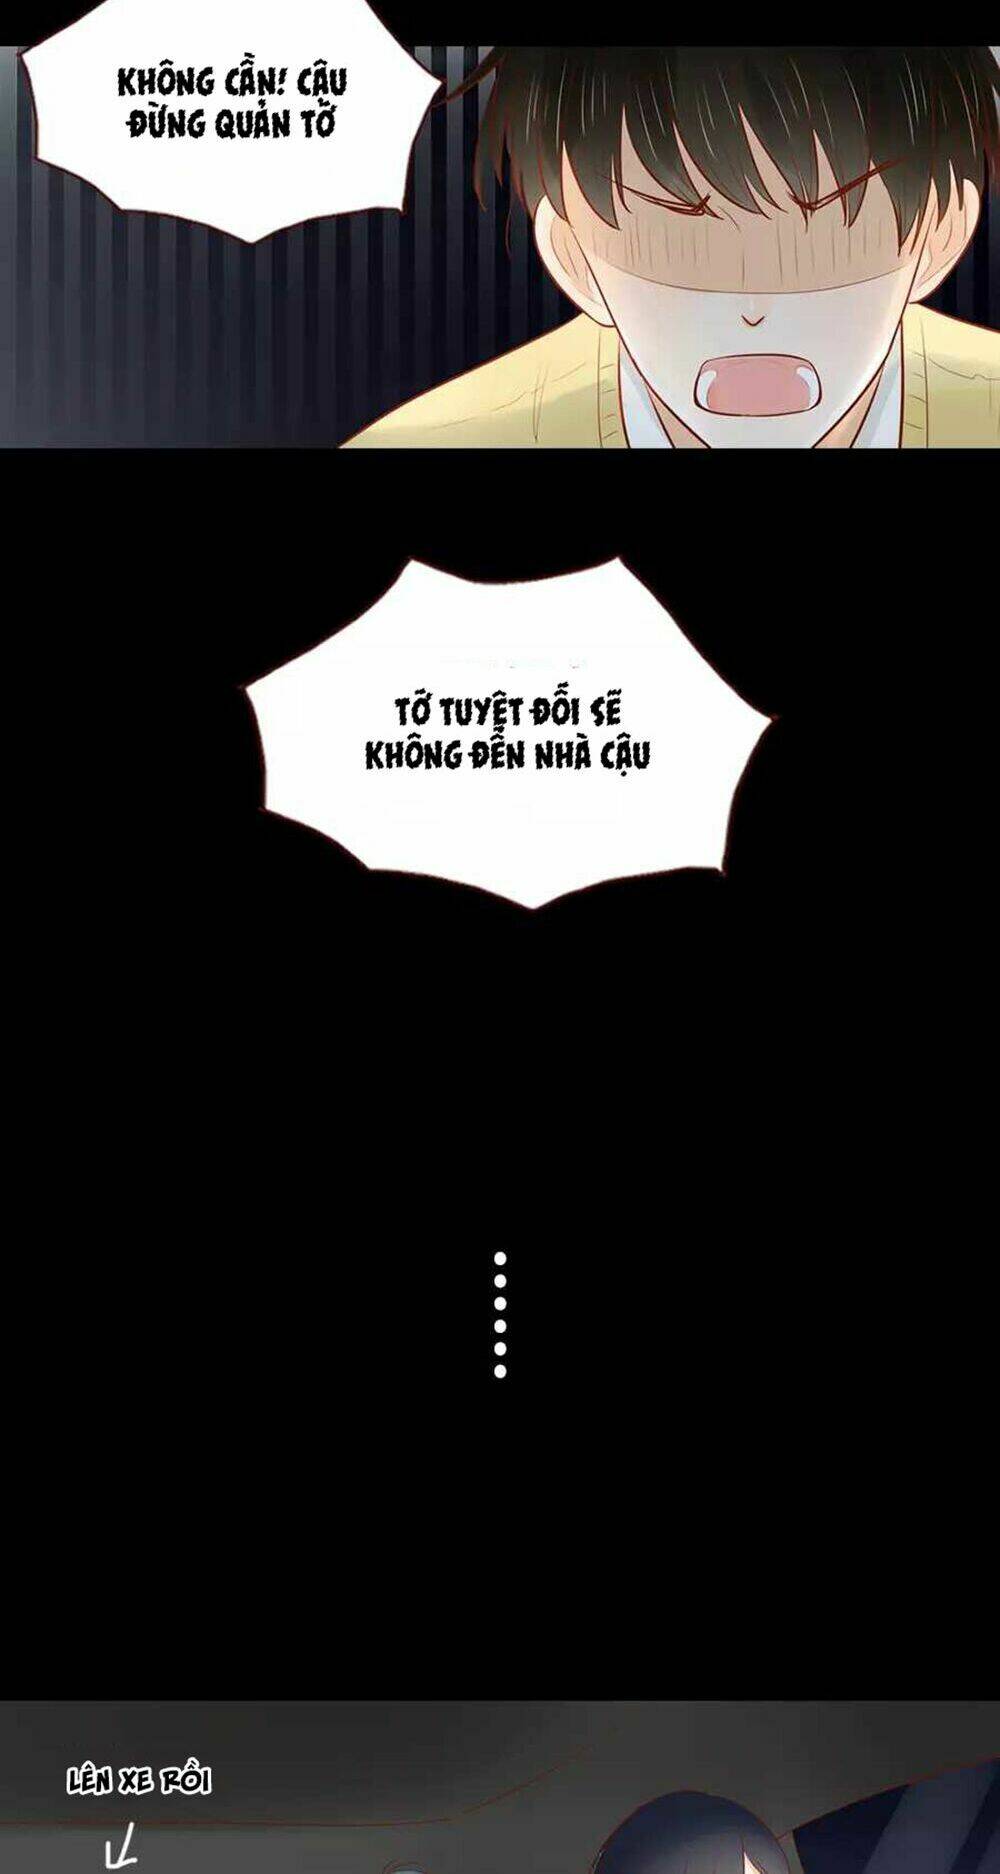 KHÔNG CẦN! CẬU
ĐỪNG QUẢN TỚ
TỚ TUYỆT ĐỐI SẼ
KHÔNG ĐẾN NHÀ CẬU
......
LÊN XE RỒI